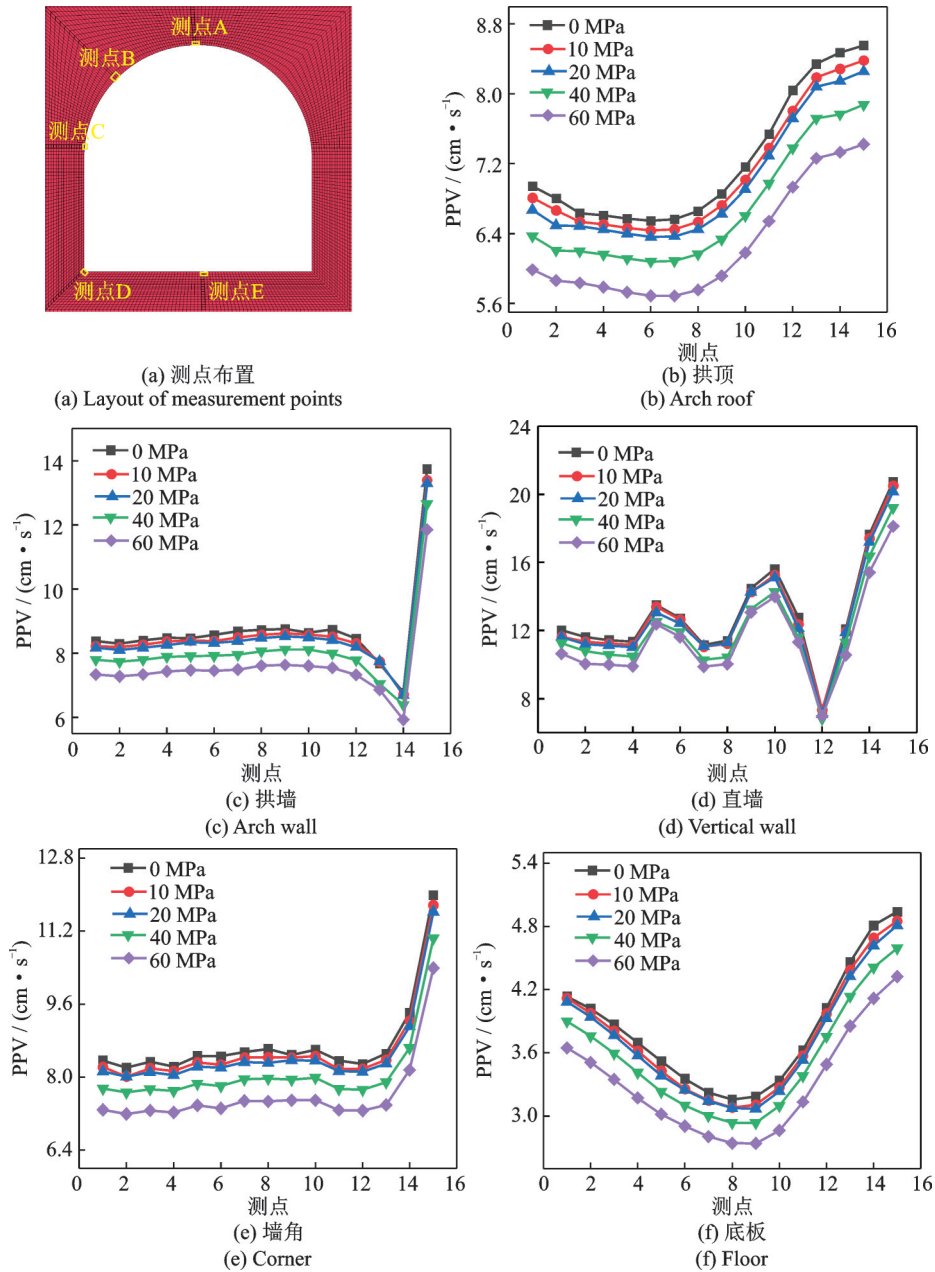 测点A
测点B
测点C
测点D
测点E
(a) 测点布置
(a) Layout of measurement points
8.8
8.0
7.2
6.4
5.6
PPV / (cm • s⁻¹)
0 MPa
10 MPa
20 MPa
40 MPa
60 MPa
0 2 4 6 8 10 12 14 16
测点
(b) 拱顶
(b) Arch roof
14
12
10
8
6
PPV / (cm • s⁻¹)
0 MPa
10 MPa
20 MPa
40 MPa
60 MPa
0 2 4 6 8 10 12 14 16
测点
(c) 拱墙
(c) Arch wall
24
20
16
12
8
PPV / (cm • s⁻¹)
0 MPa
10 MPa
20 MPa
40 MPa
60 MPa
0 2 4 6 8 10 12 14 16
测点
(d) 直墙
(d) Vertical wall
12.8
11.2
9.6
8.0
6.4
PPV / (cm • s⁻¹)
0 MPa
10 MPa
20 MPa
40 MPa
60 MPa
0 2 4 6 8 10 12 14 16
测点
(e) 墙角
(e) Corner
5.4
4.8
4.2
3.6
3.0
PPV / (cm • s⁻¹)
0 MPa
10 MPa
20 MPa
40 MPa
60 MPa
0 2 4 6 8 10 12 14 16
测点
(f) 底板
(f) Floor